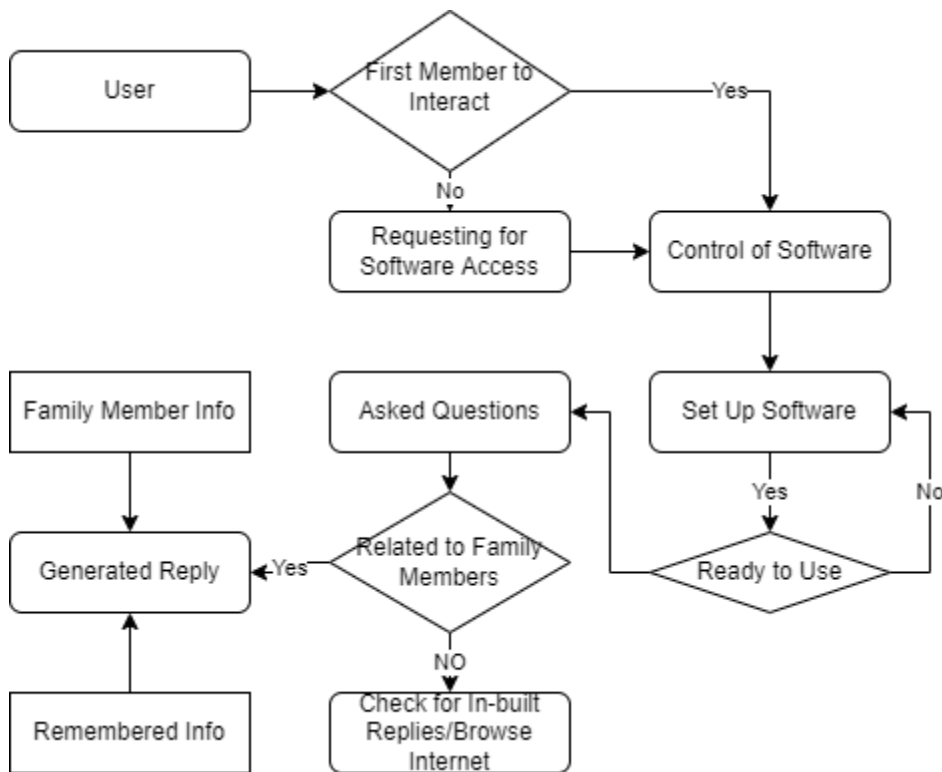 User
First Member to
Interact
Yes
No
Requesting for
Software Access
Control of Software
Family Member Info
Asked Questions
Set Up Software
Yes
No
Generated Reply
Yes
Related to Family
Members
Ready to Use
NO
Remembered Info
Check for In-built
Replies/Browse
Internet